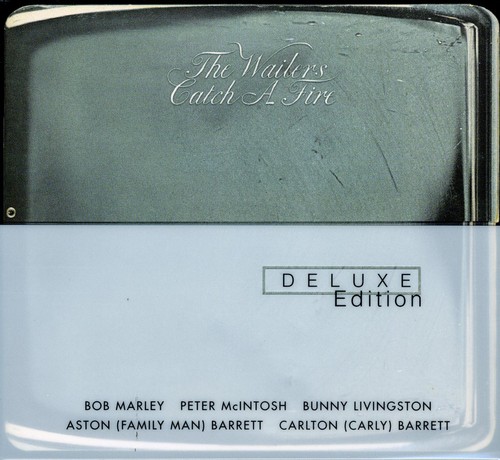 The Wailers
Catch A Fire
DELUXE
Edition
BOB MARLEY PETER McINTOSH BUNNY LIVINGSTON
ASTON (FAMILY MAN) BARRETT CARLTON (CARLY) BARRETT